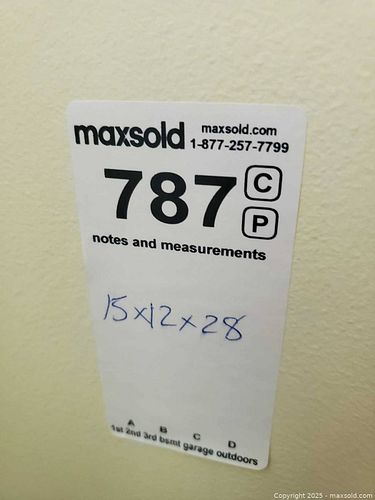 maxsold maxsold.com
1-877-257-7799
787 C
P
notes and measurements
15x12x28
A B C D
1st 2nd 3rd bsmt garage outdoors
Copyright 2025 - maxsold.com